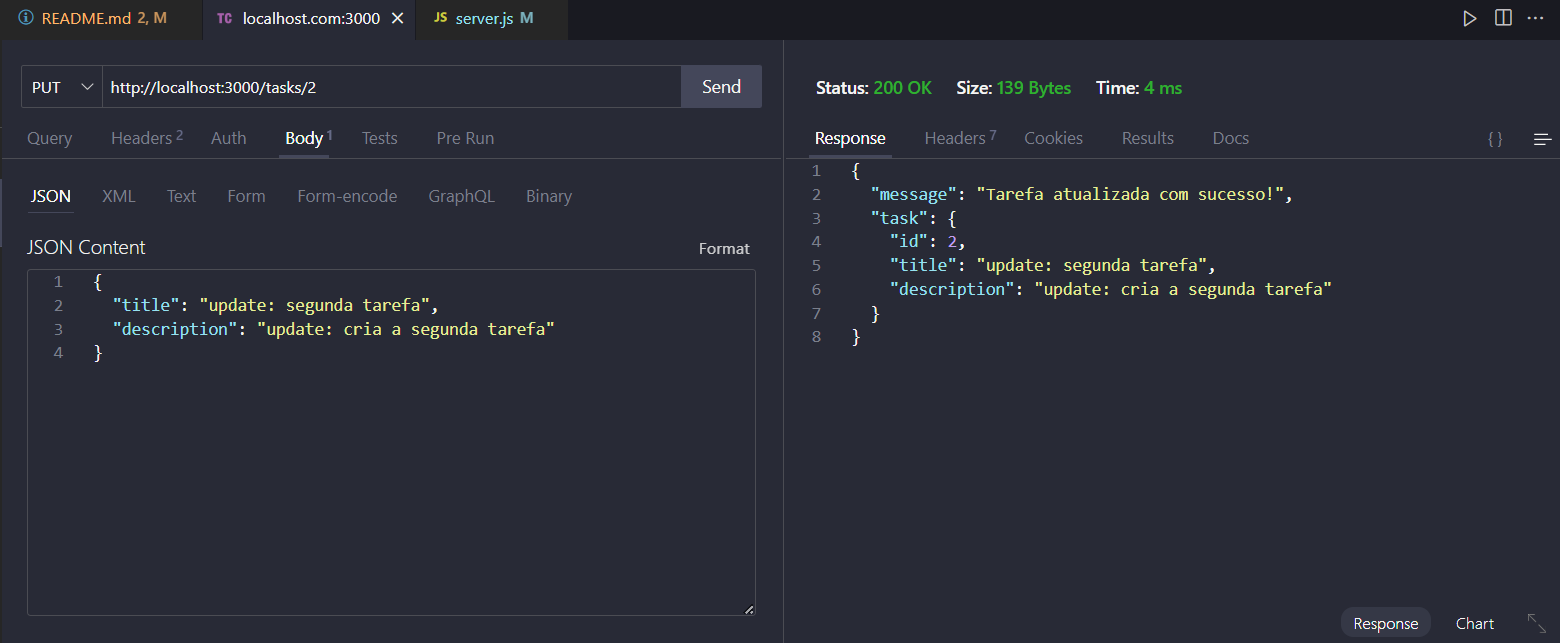 README.md 2, M
TC localhost.com:3000
JS server.js M
PUT http://localhost:3000/tasks/2 Send
Query Headers 2 Auth Body 1 Tests Pre Run
JSON XML Text Form Form-encode GraphQL Binary
JSON Content Format
1 {
2 "title": "update: segunda tarefa",
3 "description": "update: cria a segunda tarefa"
4 }
Status: 200 OK Size: 139 Bytes Time: 4 ms
Response Headers 7 Cookies Results Docs { }
1 {
2 "message": "Tarefa atualizada com sucesso!",
3 "task": {
4 "id": 2,
5 "title": "update: segunda tarefa",
6 "description": "update: cria a segunda tarefa"
7 }
8 }
Response Chart